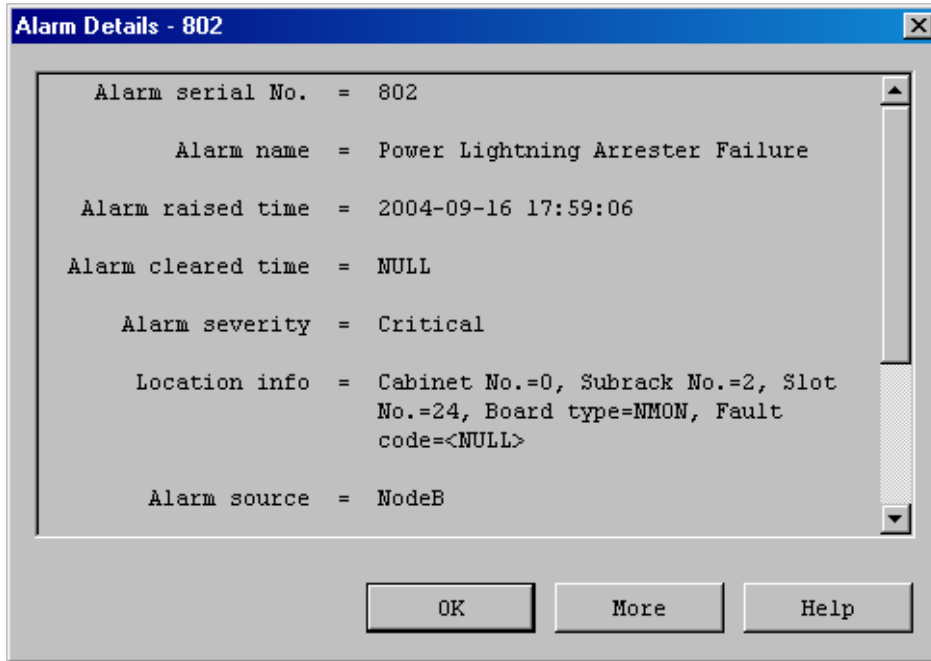 Alarm Details - 802
Alarm serial No. = 802
Alarm name = Power Lightning Arrester Failure
Alarm raised time = 2004-09-16 17:59:06
Alarm cleared time = NULL
Alarm severity = Critical
Location info = Cabinet No.=0, Subrack No.=2, Slot
No.=24, Board type=NMON, Fault
code=<NULL>
Alarm source = NodeB
OK More Help